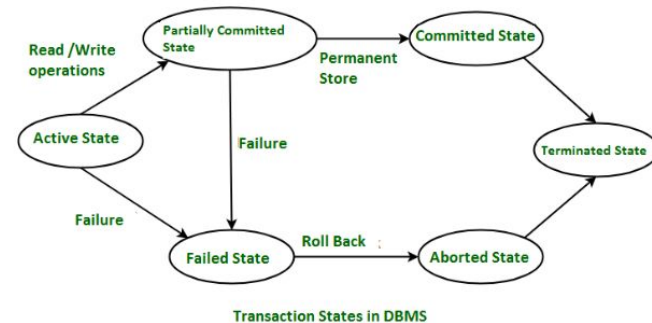 Partially Committed
State
Committed State
Read /Write
operations
Permanent
Store
Active State
Failure
Terminated State
Failure
Roll Back
Failed State
Aborted State
Transaction States in DBMS